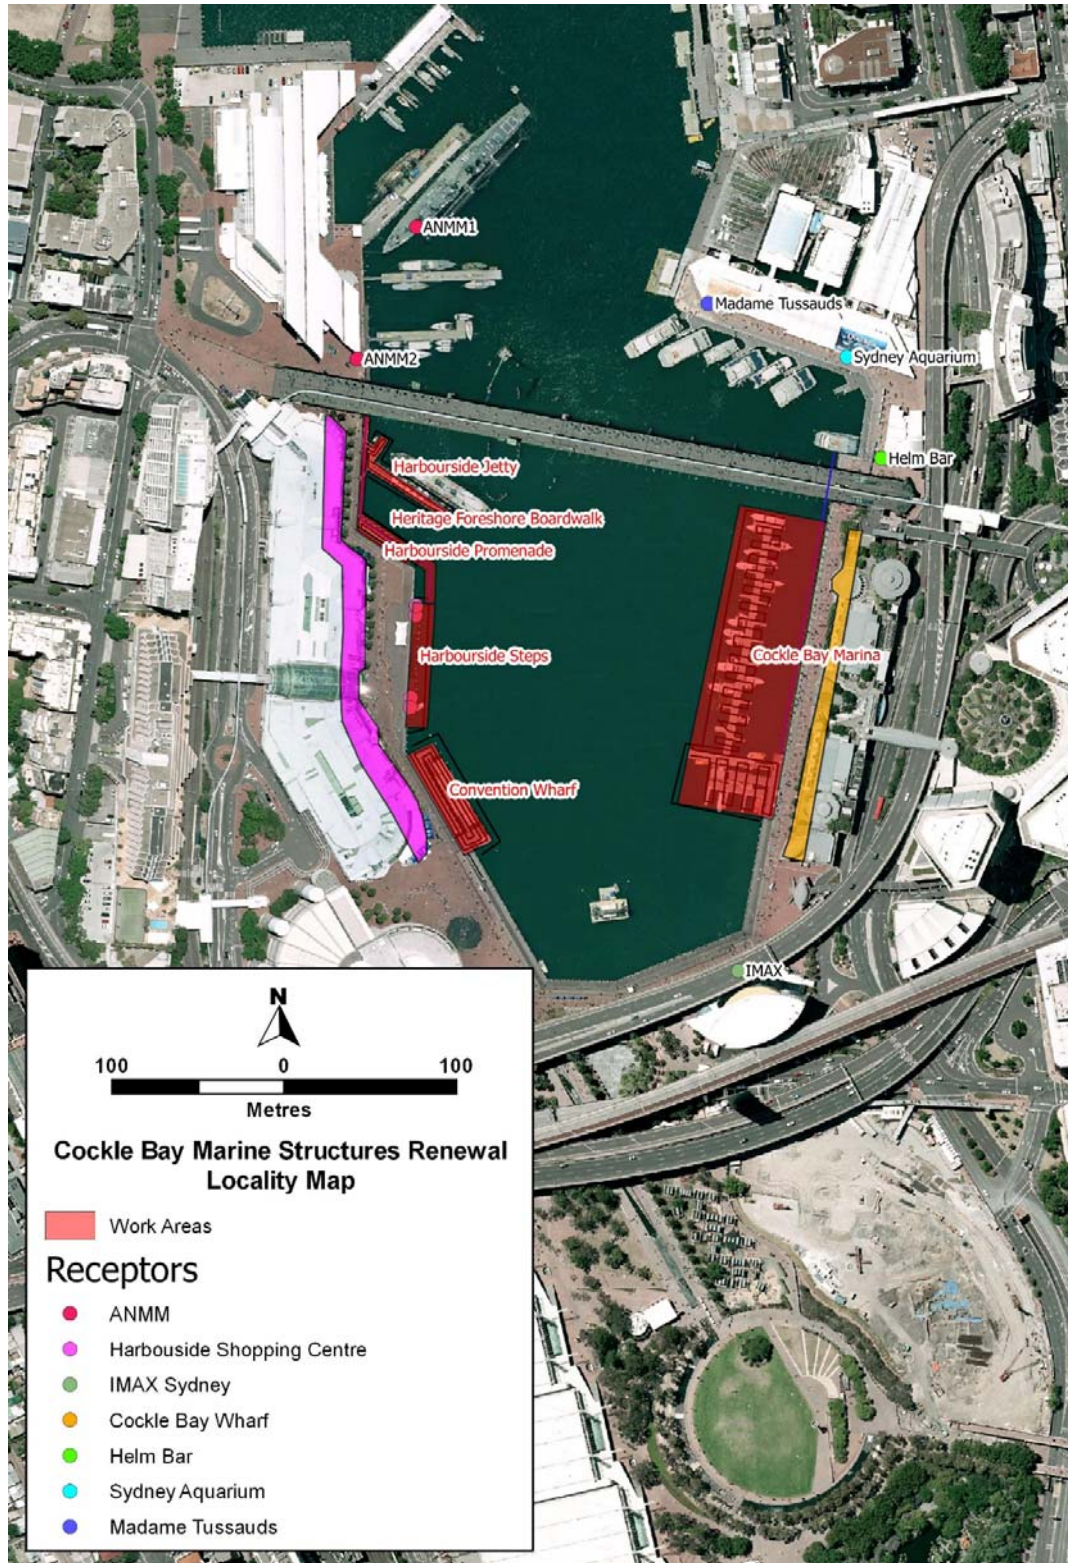 ANMM1
Madame Tussauds
ANMM2
Sydney Aquarium
Helm Bar
Harbourside Jetty
Heritage Foreshore Boardwalk
Harbourside Promenade
Harbourside Steps
Cockle Bay Marina
Convention Wharf
IMAX
N
100 0 100
Metres
Cockle Bay Marine Structures Renewal
Locality Map
Work Areas
Receptors
ANMM
Harbouside Shopping Centre
IMAX Sydney
Cockle Bay Wharf
Helm Bar
Sydney Aquarium
Madame Tussauds